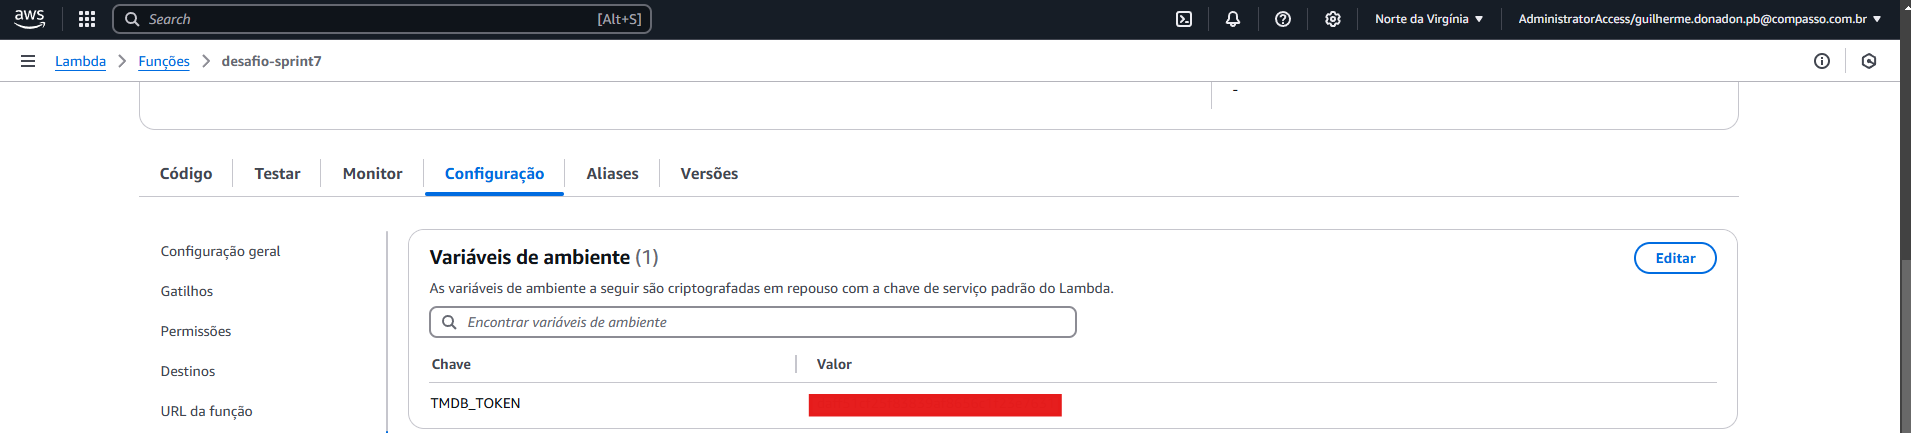 aws Search [Alt+S] Norte da Virgínia AdministratorAccess/guilherme.donadon.pb@compasso.com.br
Lambda Funções desafio-sprint7
-
Código Testar Monitor Configuração Aliases Versões
Configuração geral
Gatilhos
Permissões
Destinos
URL da função
Variáveis de ambiente (1) Editar
As variáveis de ambiente a seguir são criptografadas em repouso com a chave de serviço padrão do Lambda.
Encontrar variáveis de ambiente
Chave Valor
TMDB_TOKEN